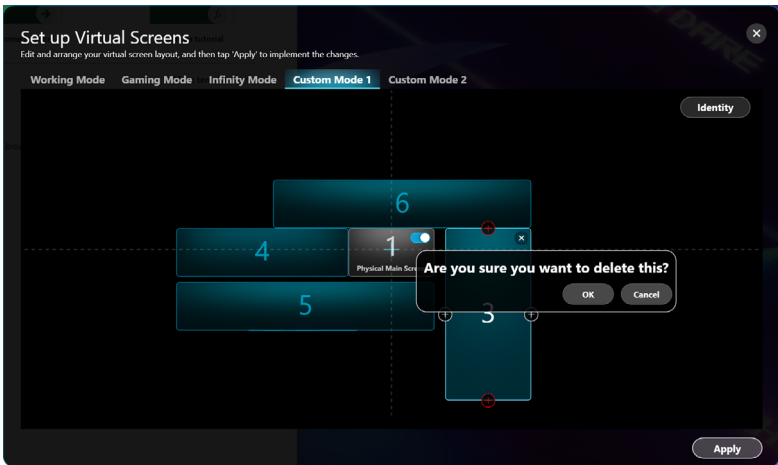 Set up Virtual Screens
Edit and arrange your virtual screen layout, and then tap 'Apply' to implement the changes.
Working Mode Gaming Mode Infinity Mode Custom Mode 1 Custom Mode 2
Identity
6
4
1
Physical Main
Are you sure you want to delete this?
OK Cancel
5
3
Apply